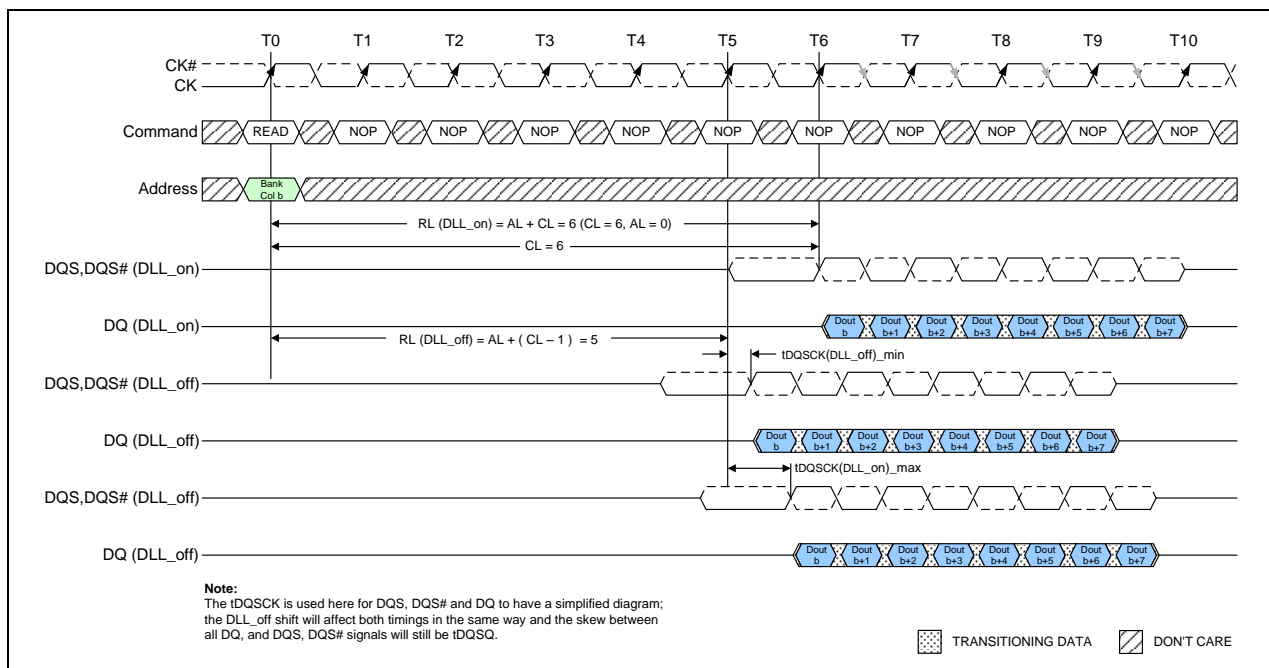 T0 T1 T2 T3 T4 T5 T6 T7 T8 T9 T10
CK#
CK
Command READ NOP NOP NOP NOP NOP NOP NOP NOP NOP NOP
Address Bank Col b
RL (DLL_on) = AL + CL = 6 (CL = 6, AL = 0)
CL = 6
DQS,DQS# (DLL_on)
DQ (DLL_on) Dout b Dout b+1 Dout b+2 Dout b+3 Dout b+4 Dout b+5 Dout b+6 Dout b+7
RL (DLL_off) = AL + ( CL – 1 ) = 5
tDQSCK(DLL_off)_min
DQS,DQS# (DLL_off)
DQ (DLL_off) Dout b Dout b+1 Dout b+2 Dout b+3 Dout b+4 Dout b+5 Dout b+6 Dout b+7
tDQSCK(DLL_on)_max
DQS,DQS# (DLL_off)
DQ (DLL_off) Dout b Dout b+1 Dout b+2 Dout b+3 Dout b+4 Dout b+5 Dout b+6 Dout b+7
Note:
The tDQSCK is used here for DQS, DQS# and DQ to have a simplified diagram;
the DLL_off shift will affect both timings in the same way and the skew between
all DQ, and DQS, DQS# signals will still be tDQSQ.
TRANSITIONING DATA DON'T CARE